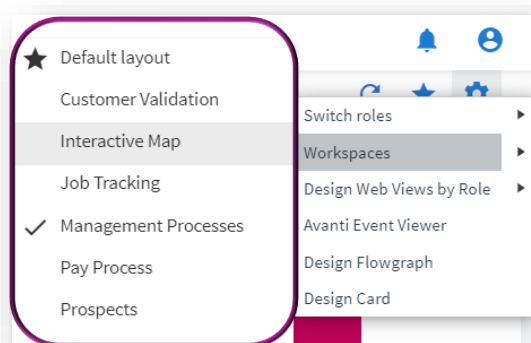 Default layout
Customer Validation
Interactive Map
Job Tracking
Management Processes
Pay Process
Prospects
Switch roles
Workspaces
Design Web Views by Role
Avanti Event Viewer
Design Flowgraph
Design Card